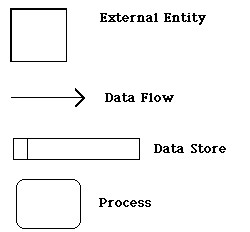 External Entity
Data Flow
Data Store
Process